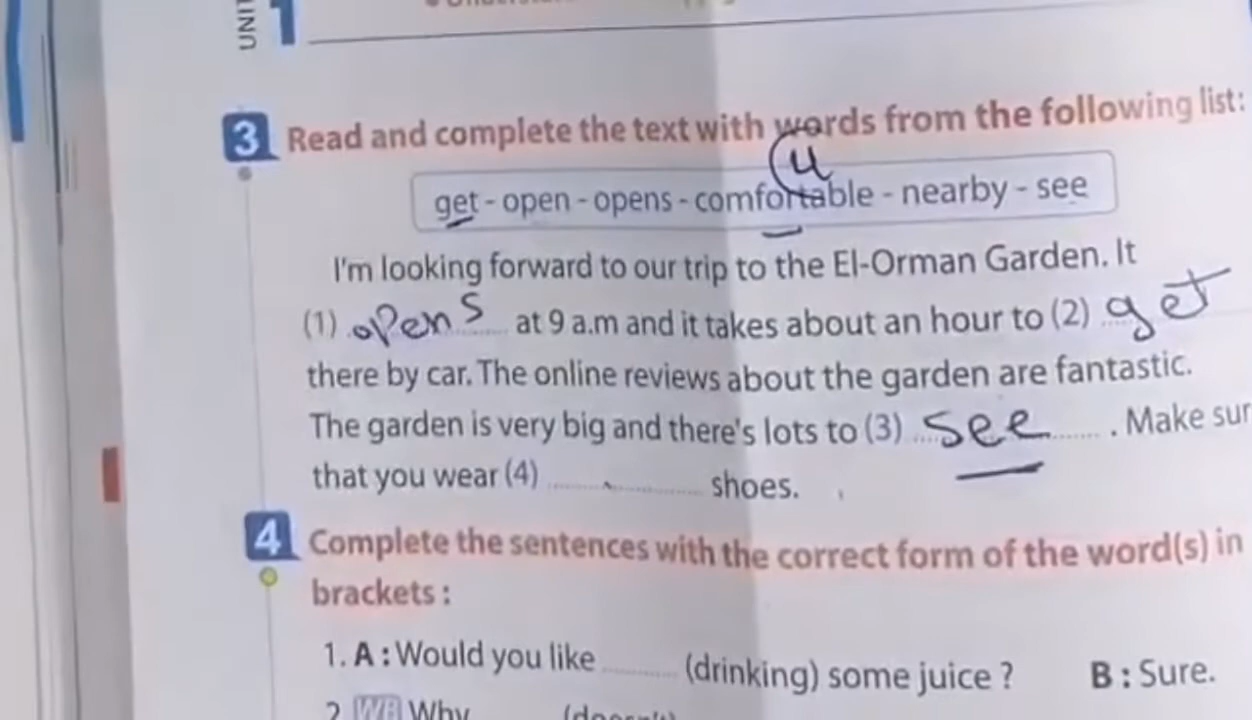 UNIT 1
3 Read and complete the text with words from the following list:
u
get - open - opens - comfortable - nearby - see
I'm looking forward to our trip to the El-Orman Garden. It
(1) opens at 9 a.m and it takes about an hour to (2) get
there by car. The online reviews about the garden are fantastic.
The garden is very big and there's lots to (3) see. Make sur
that you wear (4) ............ shoes.
4 Complete the sentences with the correct form of the word(s) in
brackets :
1. A : Would you like ........ (drinking) some juice ? B : Sure.
2 WB Why